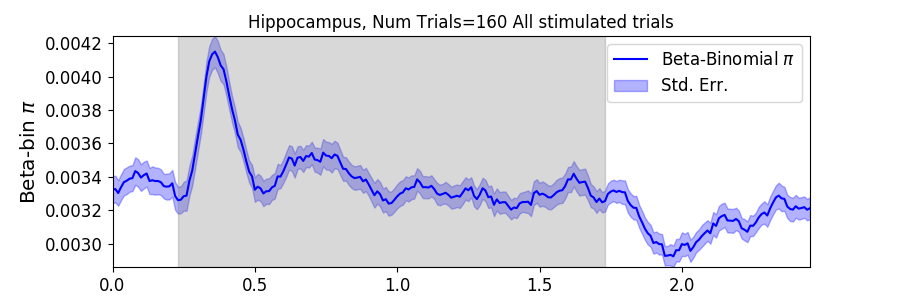 Hippocampus, Num Trials=160 All stimulated trials
Beta-bin π
0.0042
0.0040
0.0038
0.0036
0.0034
0.0032
0.0030
Beta-Binomial π
Std. Err.
0.0 0.5 1.0 1.5 2.0